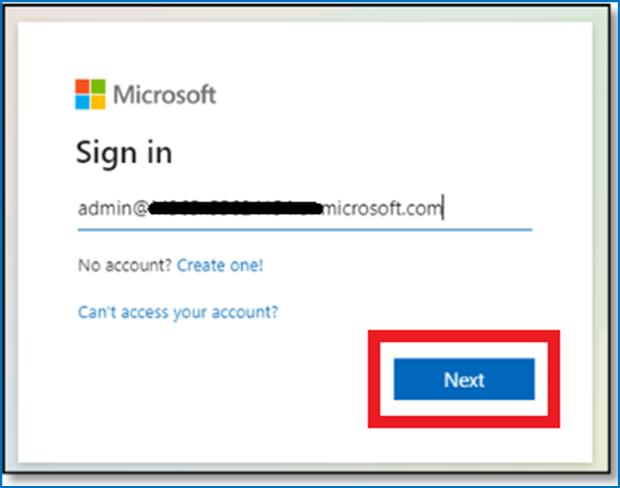 Microsoft
Sign in
admin@ microsoft.com
No account? Create one!
Can't access your account?
Next